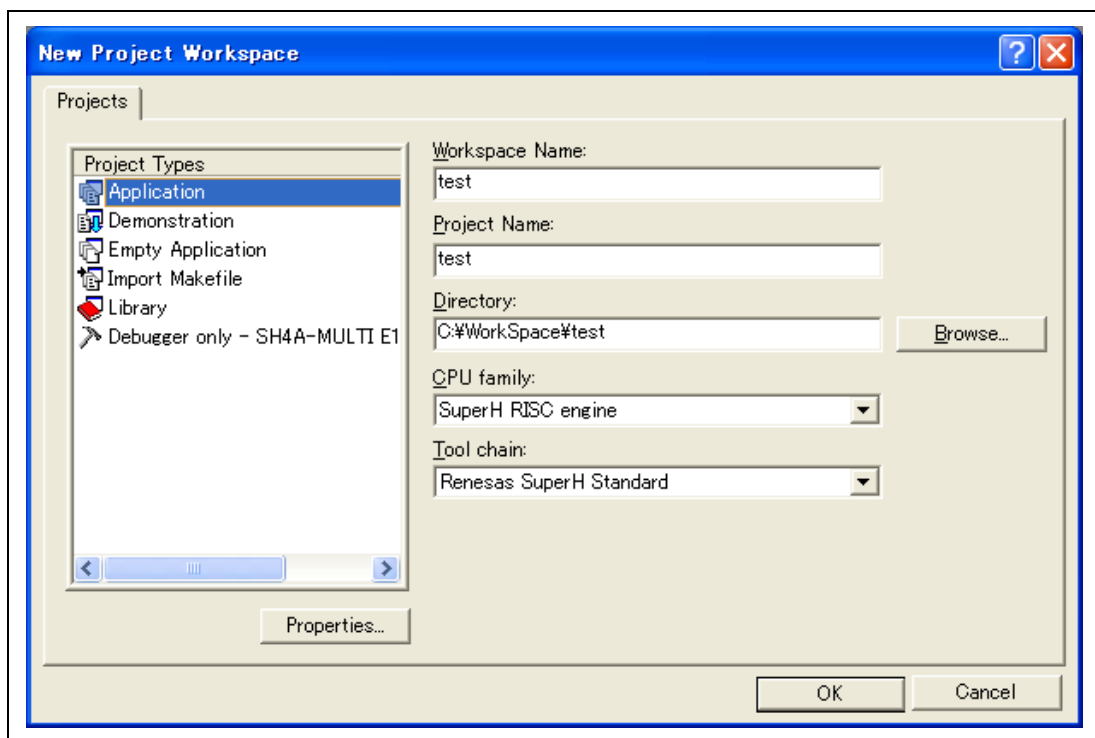 New Project Workspace
Projects
Project Types
Application
Demonstration
Empty Application
Import Makefile
Library
Debugger only - SH4A-MULTI E1
Properties...
Workspace Name:
test
Project Name:
test
Directory:
C:¥WorkSpace¥test
Browse...
CPU family:
SuperH RISC engine
Tool chain:
Renesas SuperH Standard
OK
Cancel